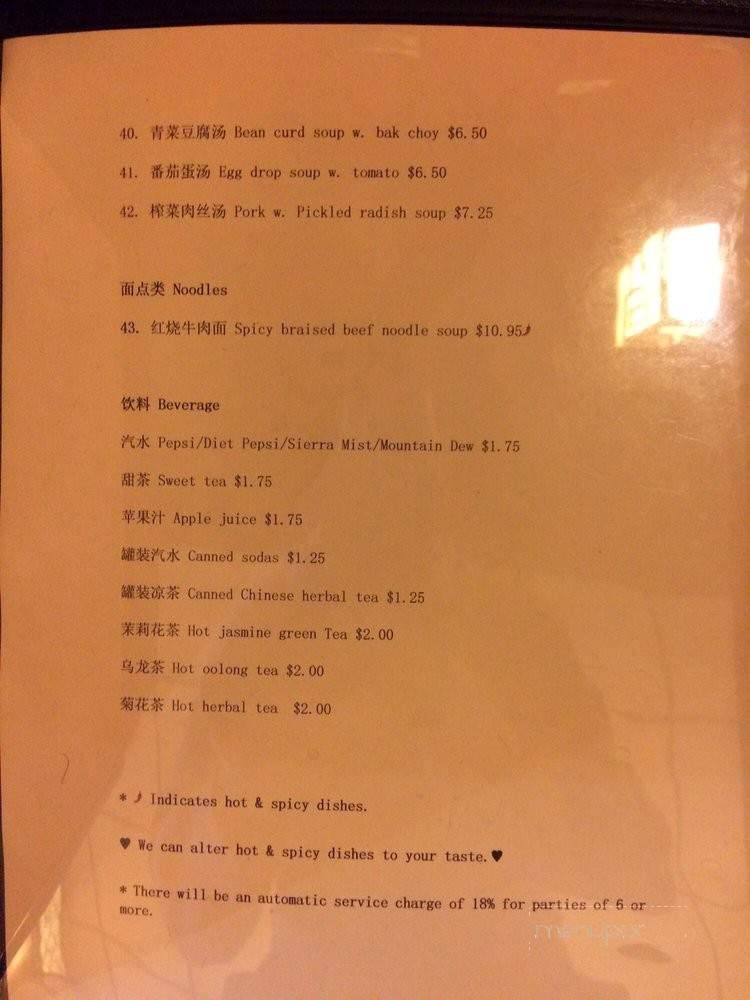 40. 青菜豆腐汤 Bean curd soup w. bak choy $6.50
41. 番茄蛋汤 Egg drop soup w. tomato $6.50
42. 榨菜肉丝汤 Pork w. Pickled radish soup $7.25
面点类 Noodles
43. 红烧牛肉面 Spicy braised beef noodle soup $10.95
饮料 Beverage
汽水 Pepsi/Diet Pepsi/Sierra Mist/Mountain Dew $1.75
甜茶 Sweet tea $1.75
苹果汁 Apple juice $1.75
罐装汽水 Canned sodas $1.25
罐装凉茶 Canned Chinese herbal tea $1.25
茉莉花茶 Hot jasmine green Tea $2.00
乌龙茶 Hot oolong tea $2.00
菊花茶 Hot herbal tea $2.00
* Indicates hot & spicy dishes.
♥ We can alter hot & spicy dishes to your taste.♥
* There will be an automatic service charge of 18% for parties of 6 or
more.
menupix